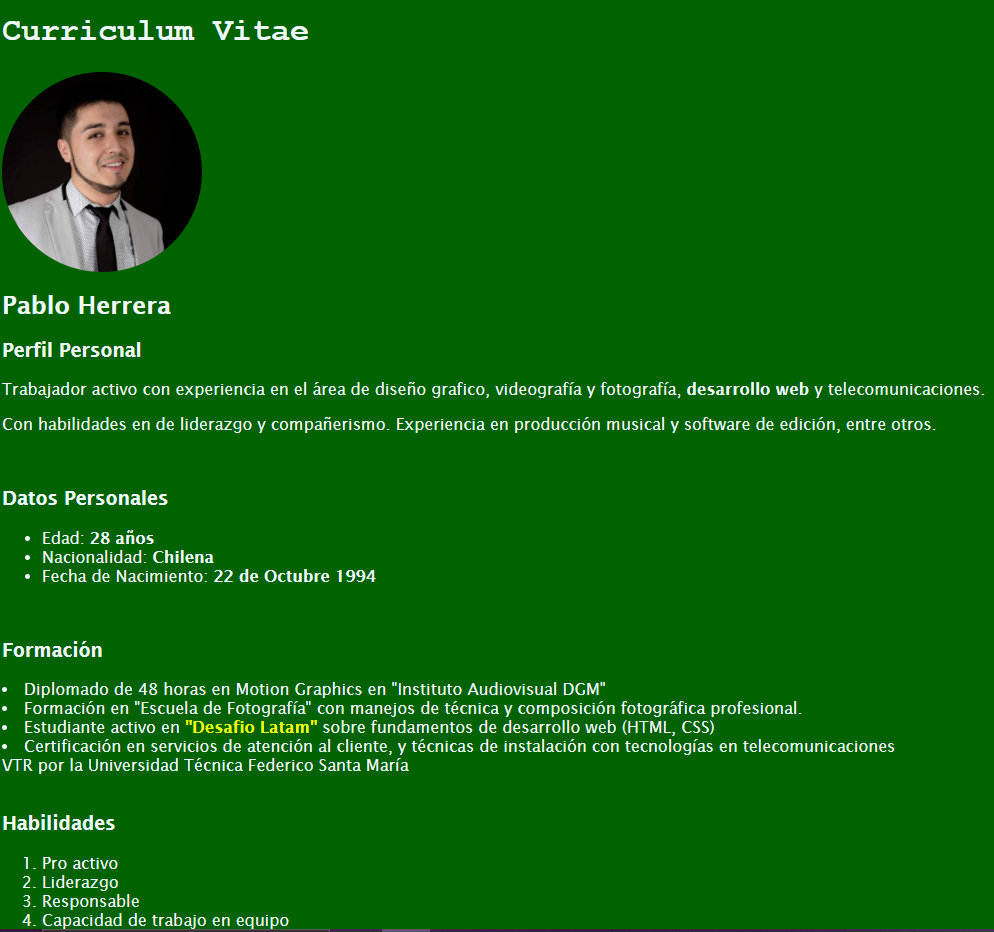 Curriculum Vitae
Pablo Herrera
Perfil Personal
Trabajador activo con experiencia en el área de diseño grafico, videografía y fotografía, desarrollo web y telecomunicaciones.
Con habilidades en de liderazgo y compañerismo. Experiencia en producción musical y software de edición, entre otros.
Datos Personales
• Edad: 28 años
• Nacionalidad: Chilena
• Fecha de Nacimiento: 22 de Octubre 1994
Formación
• Diplomado de 48 horas en Motion Graphics en "Instituto Audiovisual DGM"
• Formación en "Escuela de Fotografía" con manejos de técnica y composición fotográfica profesional.
• Estudiante activo en "Desafio Latam" sobre fundamentos de desarrollo web (HTML, CSS)
• Certificación en servicios de atención al cliente, y técnicas de instalación con tecnologías en telecomunicaciones
VTR por la Universidad Técnica Federico Santa María
Habilidades
1. Pro activo
2. Liderazgo
3. Responsable
4. Capacidad de trabajo en equipo